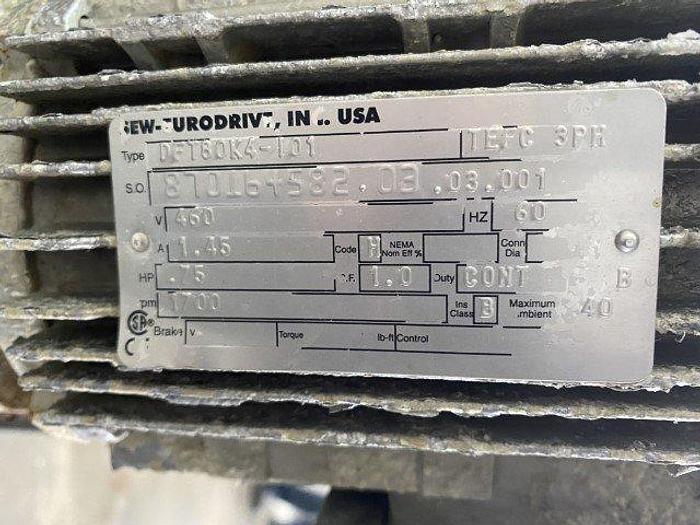 SEW-EURODRIVE, IN .. USA
Type DFT80K4-L01 TEFC 3PH
S.O. 870164582.03.03.001
V 460 HZ 60
A 1.45 Code H NEMA Nom Eff % Conn Dia
HP .75 S.F. 1.0 Duty CONT B
rpm 1700 Ins Class B Maximum Ambient 40
Brake V Torque lb-ft Control